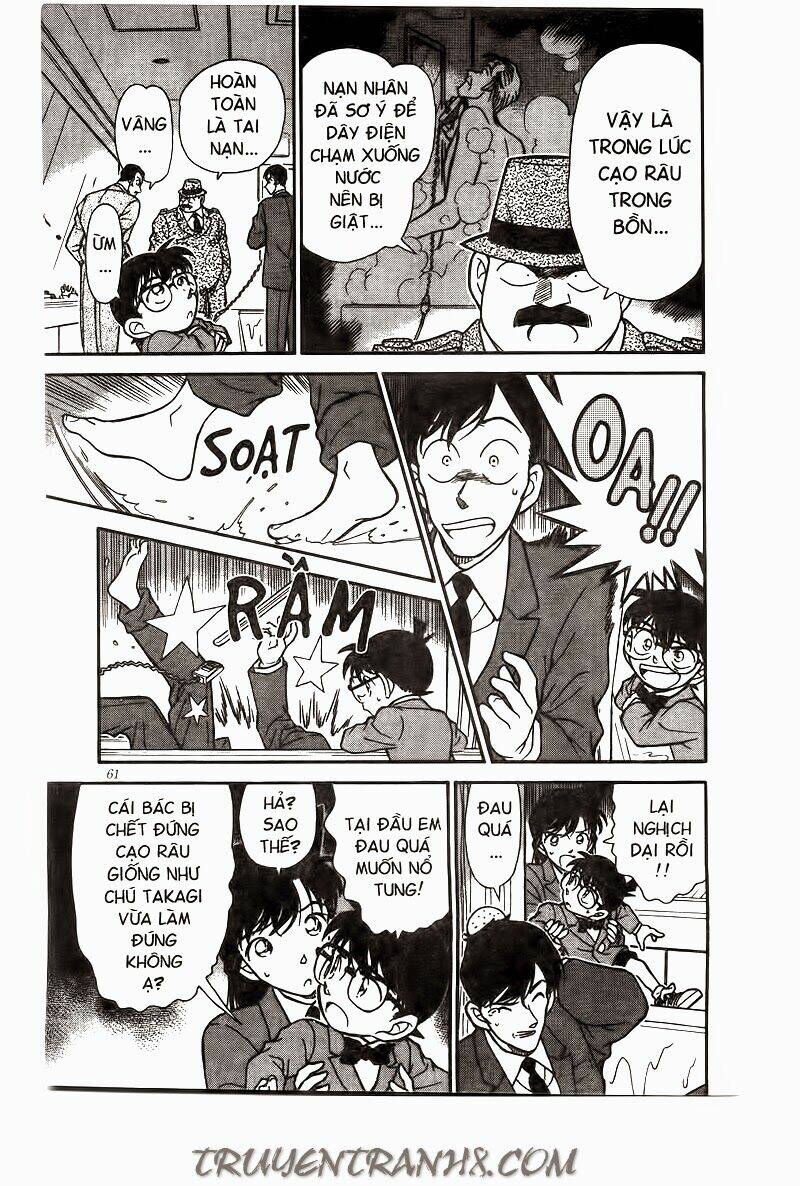 VẬY LÀ
TRONG LÚC
CẠO RÂU
TRONG
BỒN...
NẠN NHÂN
ĐÃ SƠ Ý ĐỂ
DÂY ĐIỆN
CHẠM XUỐNG
NƯỚC
NÊN BỊ
GIẬT...
HOÀN
TOÀN
LÀ TAI
NẠN...
VÂNG
...
ỪM
...
OA!!
SOẠT
RẦM
61
LẠI
NGHỊCH
DẠI RỒI
!!
ĐAU
QUÁ
...
TẠI ĐẦU EM
ĐAU QUÁ
MUỐN NỔ
TUNG!
HẢ?
SAO
THẾ?
CÁI BÁC BỊ
CHẾT ĐỨNG
CẠO RÂU
GIỐNG NHƯ
CHÚ TAKAGI
VỪA LÀM
ĐÚNG
KHÔNG
Ạ?
TRUYENTRANH8.COM